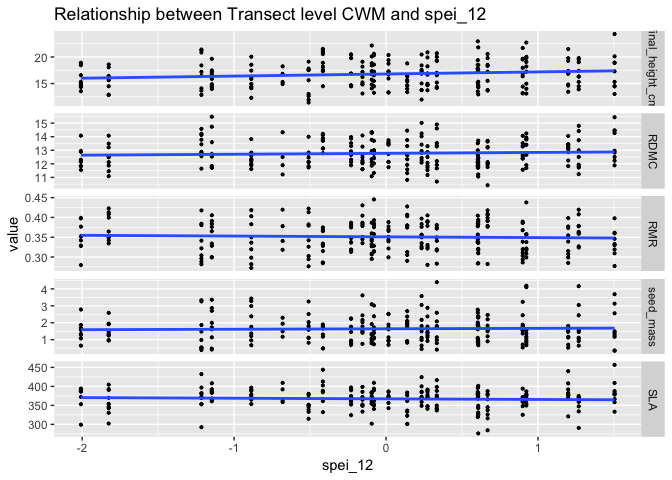 Relationship between Transect level CWM and spei_12
20
15
inal_height_cm
15
14
13
12
11
RDMC
0.45
0.40
0.35
0.30
RMR
4
3
2
1
seed_mass
450
400
350
300
SLA
value
-2
-1
0
1
spei_12